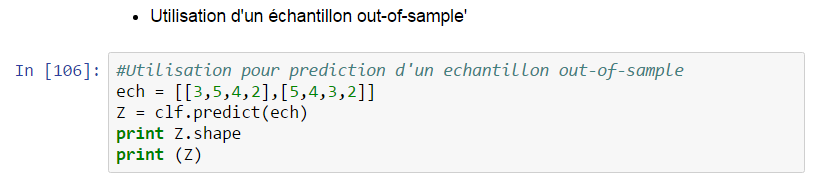 • Utilisation d'un échantillon out-of-sample'
In [106]: #Utilisation pour prediction d'un echantillon out-of-sample
ech = [[3,5,4,2],[5,4,3,2]]
Z = clf.predict(ech)
print Z.shape
print (Z)